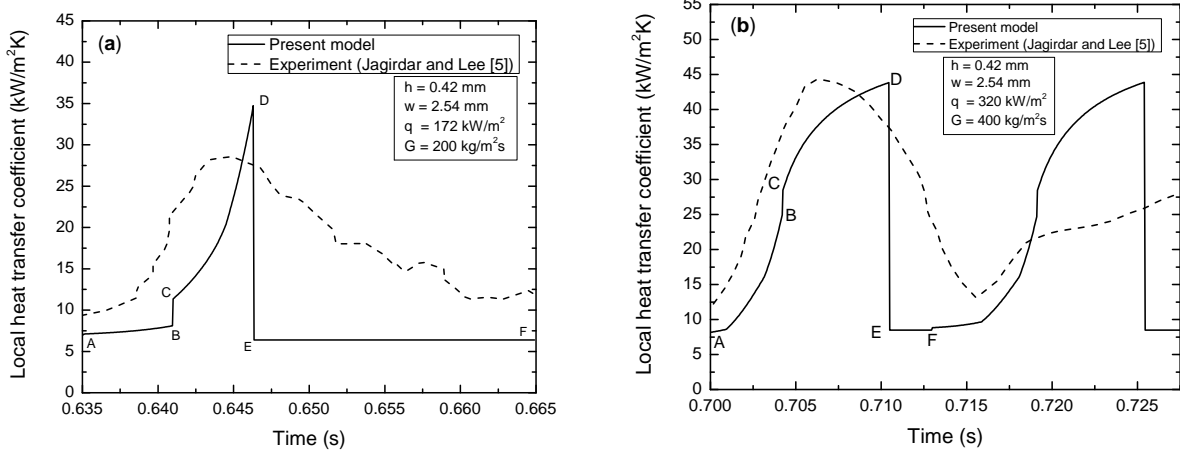 (a)
Present model
Experiment (Jagirdar and Lee [5])
h = 0.42 mm
w = 2.54 mm
q = 172 kW/m²
G = 200 kg/m²s
Local heat transfer coefficient (kW/m²K)
45
40
35
30
25
20
15
10
5
0
A
B
C
D
E
F
0.635
0.640
0.645
0.650
0.655
0.660
0.665
Time (s)
(b)
Present model
Experiment (Jagirdar and Lee [5])
h = 0.42 mm
w = 2.54 mm
q = 320 kW/m²
G = 400 kg/m²s
Local heat transfer coefficient (kW/m²K)
55
50
45
40
35
30
25
20
15
10
5
0
A
B
C
D
E
F
0.700
0.705
0.710
0.715
0.720
0.725
Time (s)